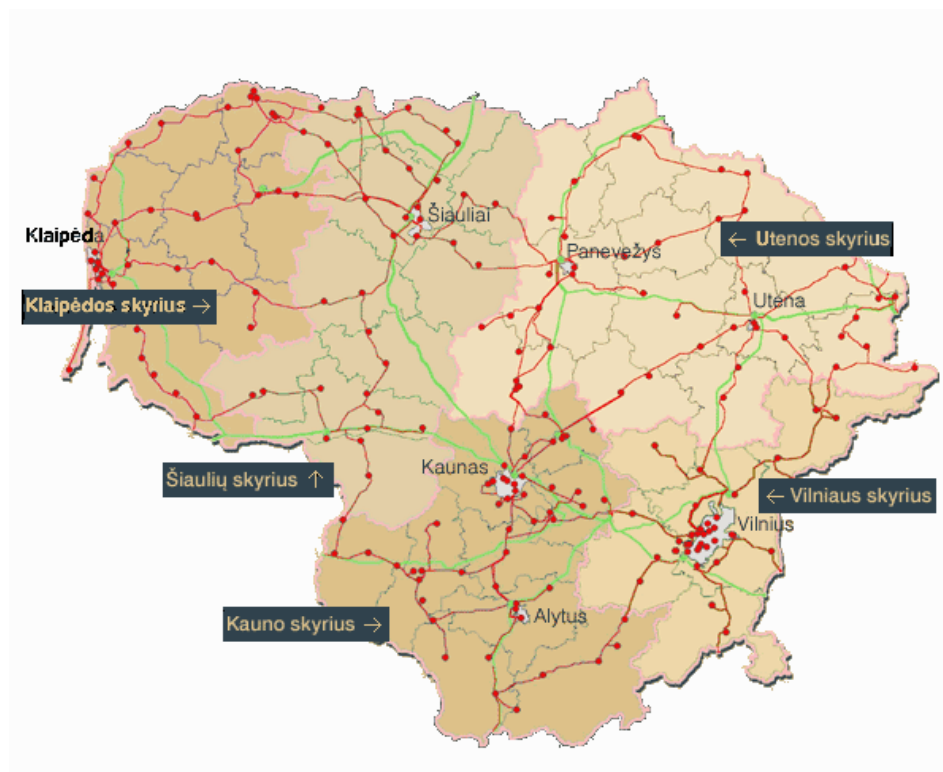 Šiauliai
Klaipėda
← Utenos skyrius
Panevėžys
Klaipėdos skyrius →
Utena
Kaunas
Šiaulių skyrius ↑
← Vilniaus skyrius
Vilnius
Alytus
Kauno skyrius →